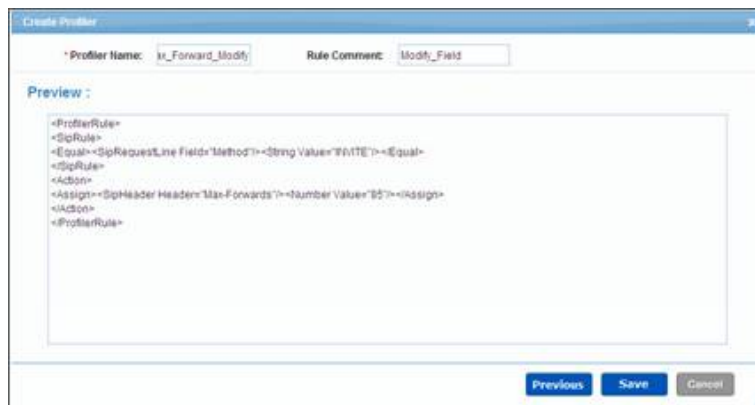 Create Profiler
*Profiler Name: ax_Forward_Modify Rule Comment: Modify_Field
Preview :
<ProfilerRule>
<SipRule>
<Equal><SipRequestLine Field="Method"/><String Value="INVITE"/></Equal>
</SipRule>
<Action>
<Assign><SipHeader Header="Max-Forwards"/><Number Value="85"/></Assign>
</Action>
</ProfilerRule>
Previous Save Cancel